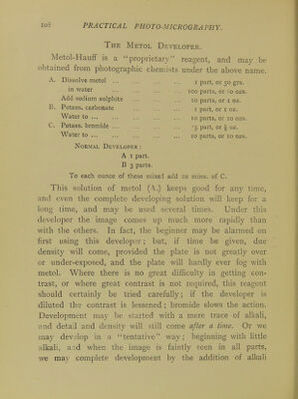 102 PRACTICAL PHOTO-MICROGRAPHY.
THE METOL DEVELOPER.
Metol-Hauff is a "proprietary" reagent, and may be
obtained from photographic chemists under the above name.
A. Dissolve metol ... 1 part, or 50 grs.
in water ... 100 parts, or 10 ozs.
Add sodium sulphite ... 10 parts, or 1 oz.
B. Potass. carbonate ... 1 part, or 1 oz.
Water to ... 10 parts, or 10 ozs.
C. Potass. bromide ... part, or
Water to ... 10 parts, or 10 ozs.
NORMAL DEVELOPER:
A 1 part.
B 3 parts.
To each ounce of these mixed add 20 mins. of C.
This solution of metol (A.) keeps good for any time,
and even the complete developing solution will keep for a
long time, and may be used several times. Under this
developer the image comes up much more rapidly than
with the others. In fact, the beginner may be alarmed on
first using this developer; but, if time be given, due
density will come, provided the plate is not greatly over
or under-exposed, and the plate will hardly ever fog with
metol. Where there is no great difficulty in getting con-
trast, or where great contrast is not required, this reagent
should certainly be tried carefully; if the developer is
diluted the contrast is lessened; bromide slows the action.
Development may be started with a mere trace of alkali,
and detail and density will still come after a time. Or we
may develop in a "tentative" way; beginning with little
alkali, and when the image is faintly seen in all parts,
we may complete development by the addition of alkali